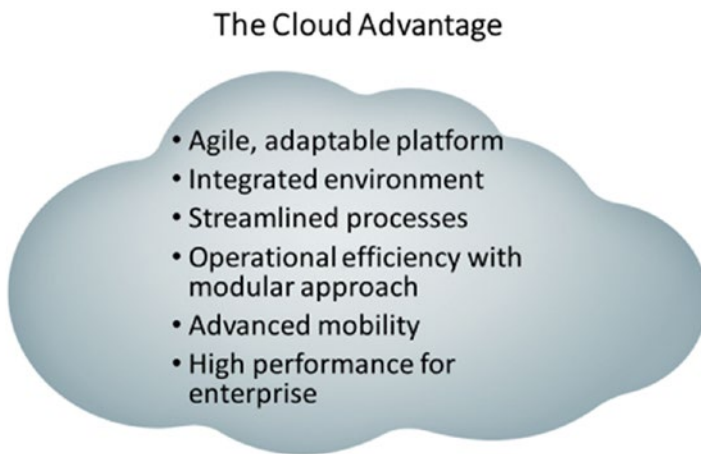 The Cloud Advantage
• Agile, adaptable platform
• Integrated environment
• Streamlined processes
• Operational efficiency with
modular approach
• Advanced mobility
• High performance for
enterprise